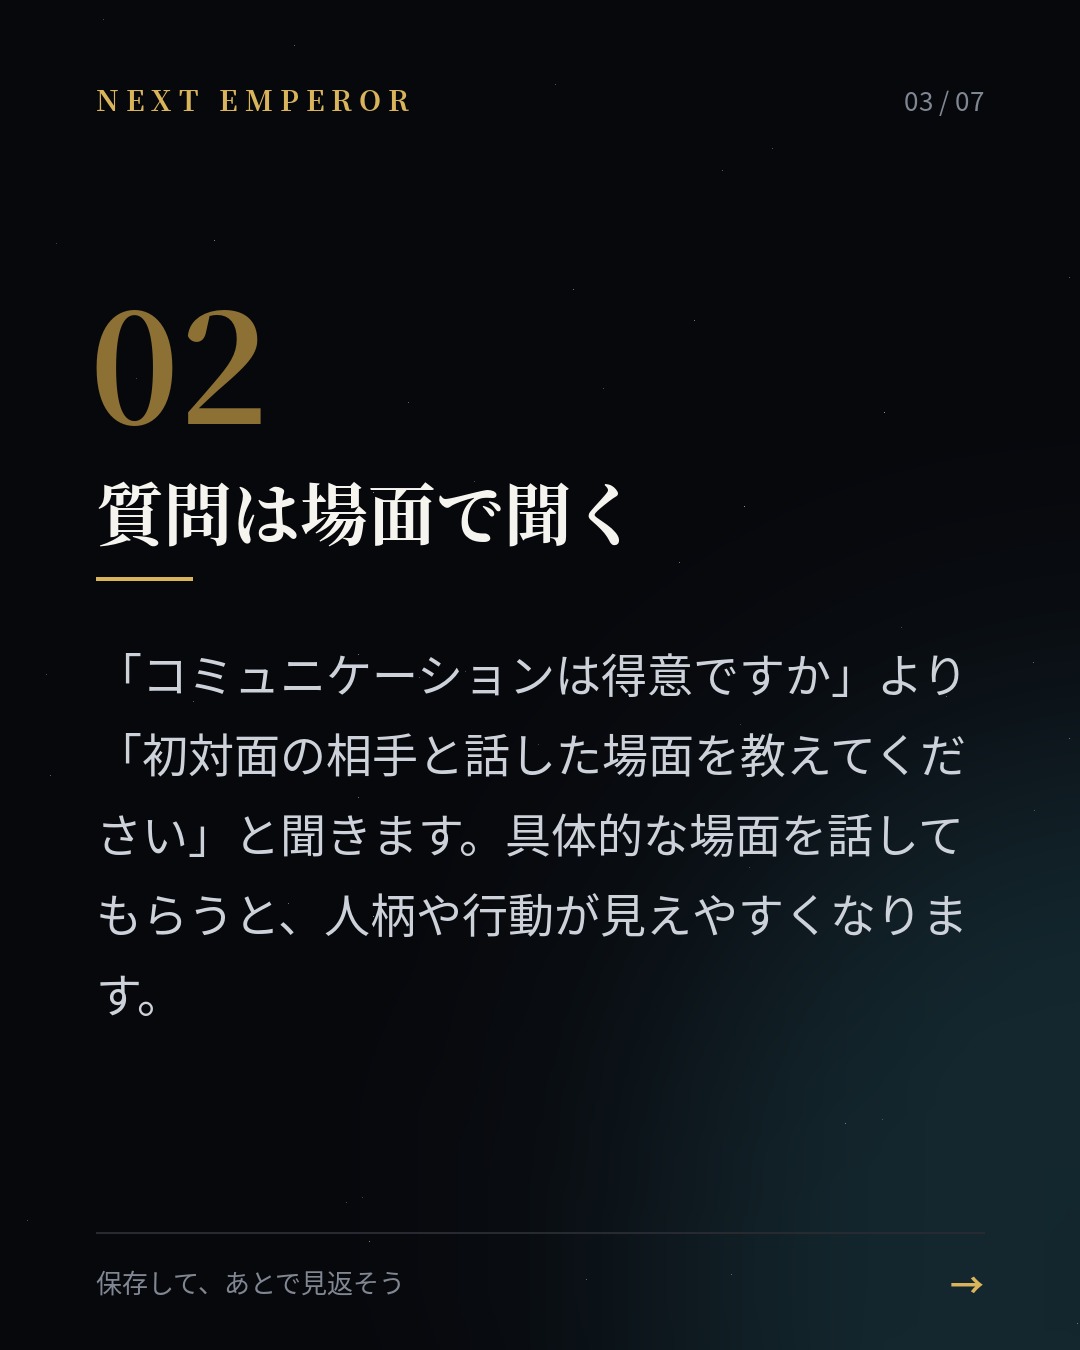 NEXT EMPEROR
03 / 07
02
質問は場面で聞く
「コミュニケーションは得意ですか」より
「初対面の相手と話した場面を教えてくだ
さい」と聞きます。具体的な場面を話して
もらうと、人柄や行動が見えやすくなりま
す。
保存して、あとで見返そう
→